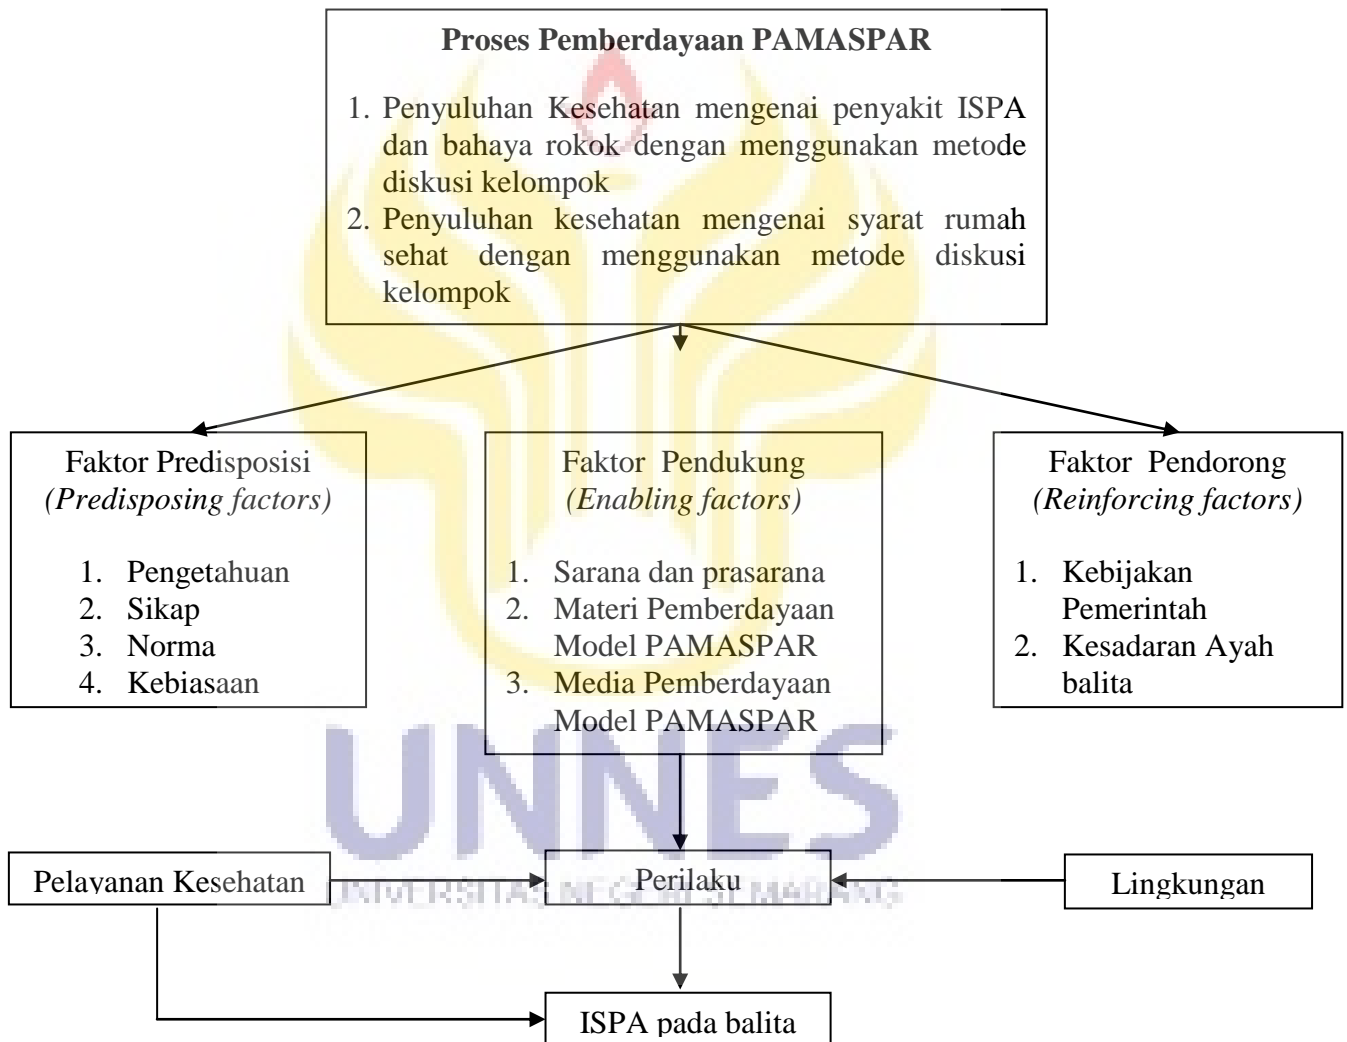 Proses Pemberdayaan PAMASPAR
1. Penyuluhan Kesehatan mengenai penyakit ISPA
dan bahaya rokok dengan menggunakan metode
diskusi kelompok
2. Penyuluhan kesehatan mengenai syarat rumah
sehat dengan menggunakan metode diskusi
kelompok
Faktor Predisposisi
(Predisposing factors)
1. Pengetahuan
2. Sikap
3. Norma
4. Kebiasaan
Faktor Pendukung
(Enabling factors)
1. Sarana dan prasarana
2. Materi Pemberdayaan
Model PAMASPAR
3. Media Pemberdayaan
Model PAMASPAR
Faktor Pendorong
(Reinforcing factors)
1. Kebijakan
Pemerintah
2. Kesadaran Ayah
balita
UNNES
UNIVERSITAS NEGERI SEMARANG
Pelayanan Kesehatan
Perilaku
Lingkungan
ISPA pada balita